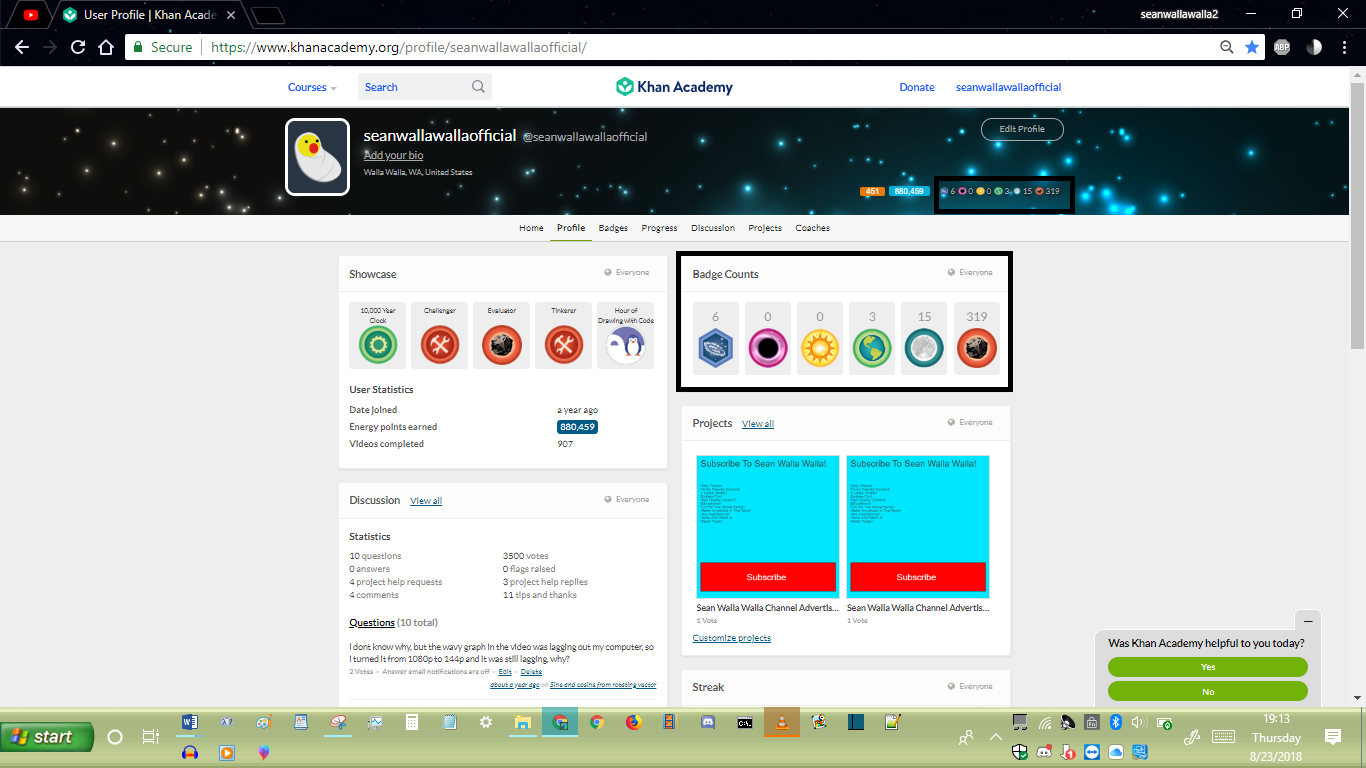 User Profile | Khan Acade
seanwallawalla2
Secure
https://www.khanacademy.org/profile/seanwallawallaofficial/
ABP
Courses
Search
Khan Academy
Donate
seanwallawallaofficial
seanwallawallaofficial @seanwallawallaofficial
Add your bio
Walla Walla, WA, United States
Edit Profile
451 880,459 6 0 0 3 15 319
Home Profile Badges Progress Discussion Projects Coaches
Showcase
Everyone
10,000 Year Clock
Challenger
Evaluator
Tinkerer
Hour of Drawing with Code
User Statistics
Date joined a year ago
Energy points earned 880,459
Videos completed 907
Badge Counts
Everyone
6 0 0 3 15 319
Projects View all
Everyone
Subscribe To Sean Walla Walla!
Subscribe
Sean Walla Walla Channel Advertis...
1 Vote
Subscribe To Sean Walla Walla!
Subscribe
Sean Walla Walla Channel Advertis...
1 Vote
Customize projects
Discussion View all
Everyone
Statistics
10 questions 3500 votes
0 answers 0 flags raised
4 project help requests 3 project help replies
4 comments 11 tips and thanks
Questions (10 total)
I dont know why, but the wavy graph in the video was lagging out my computer, so
I turned it from 1080p to 144p and it was still lagging, why?
2 Votes – Answer email notifications are off – Edit – Delete
about a year ago on Sine and cosine from rotating vector
Streak
Everyone
Was Khan Academy helpful to you today?
Yes
No
start
19:13
Thursday
8/23/2018